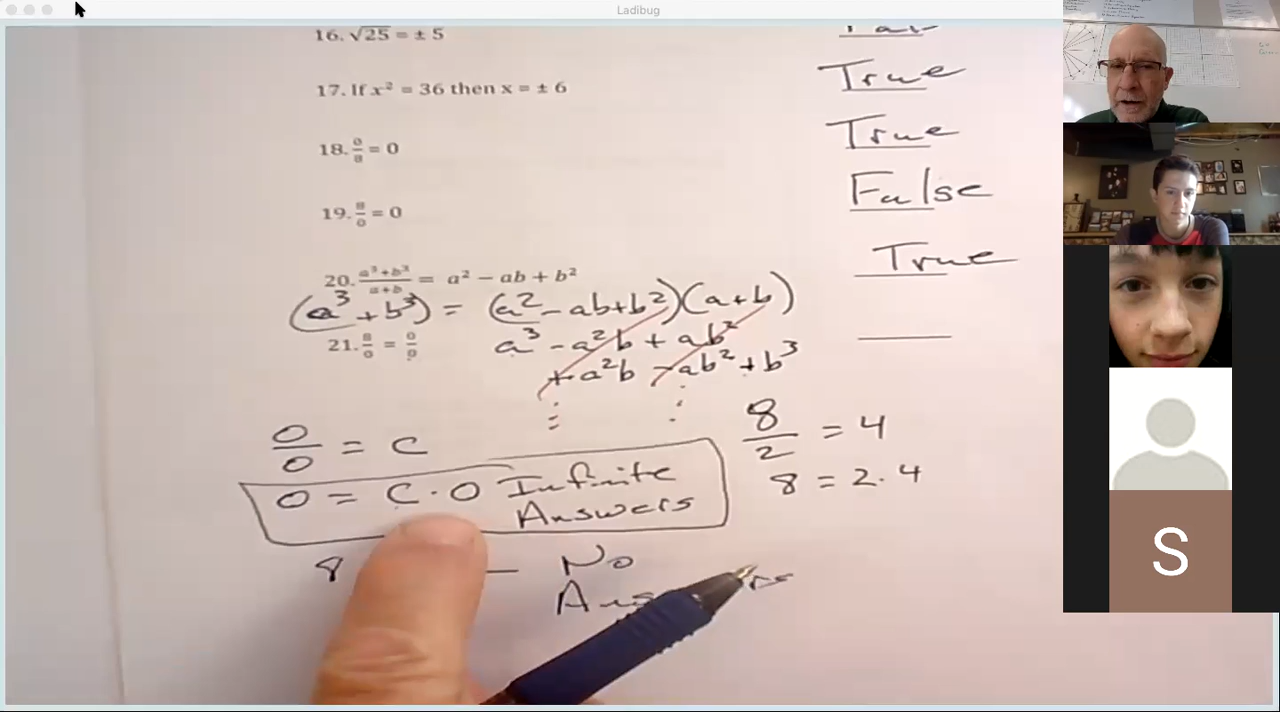 Ladibug
16. √25 = ± 5
17. If x² = 36 then x = ± 6
True
18. 0/8 = 0
True
19. 8/0 = 0
False
20. a³+b³/a+b = a² − ab + b²
True
(a³ + b³) = (a² − ab + b²)(a + b)
21. 8/0 = 0/0
a³ − a²b + ab²
+ a²b − ab² + b³
0/0 = C
8/2 = 4
0 = C · 0 Infinite
Answers
8 = 2 · 4
8
No
S